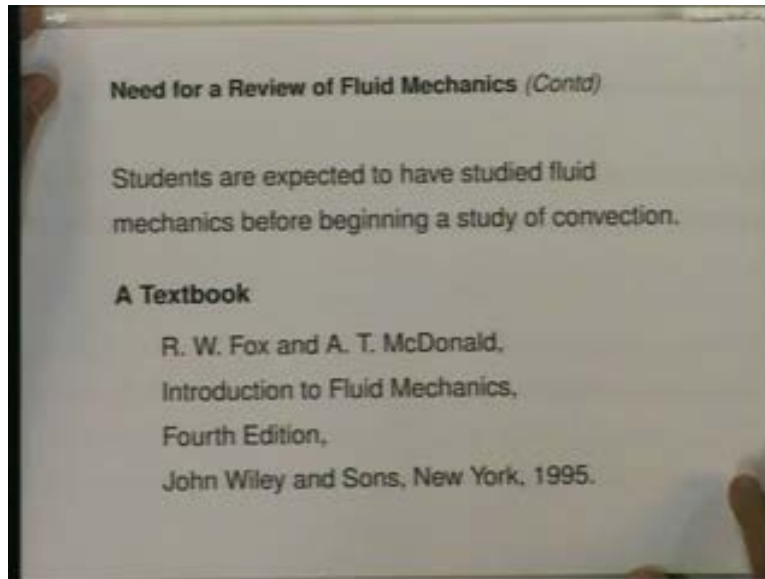 Need for a Review of Fluid Mechanics (Contd)
Students are expected to have studied fluid
mechanics before beginning a study of convection.
A Textbook
R. W. Fox and A. T. McDonald,
Introduction to Fluid Mechanics,
Fourth Edition,
John Wiley and Sons, New York, 1995.